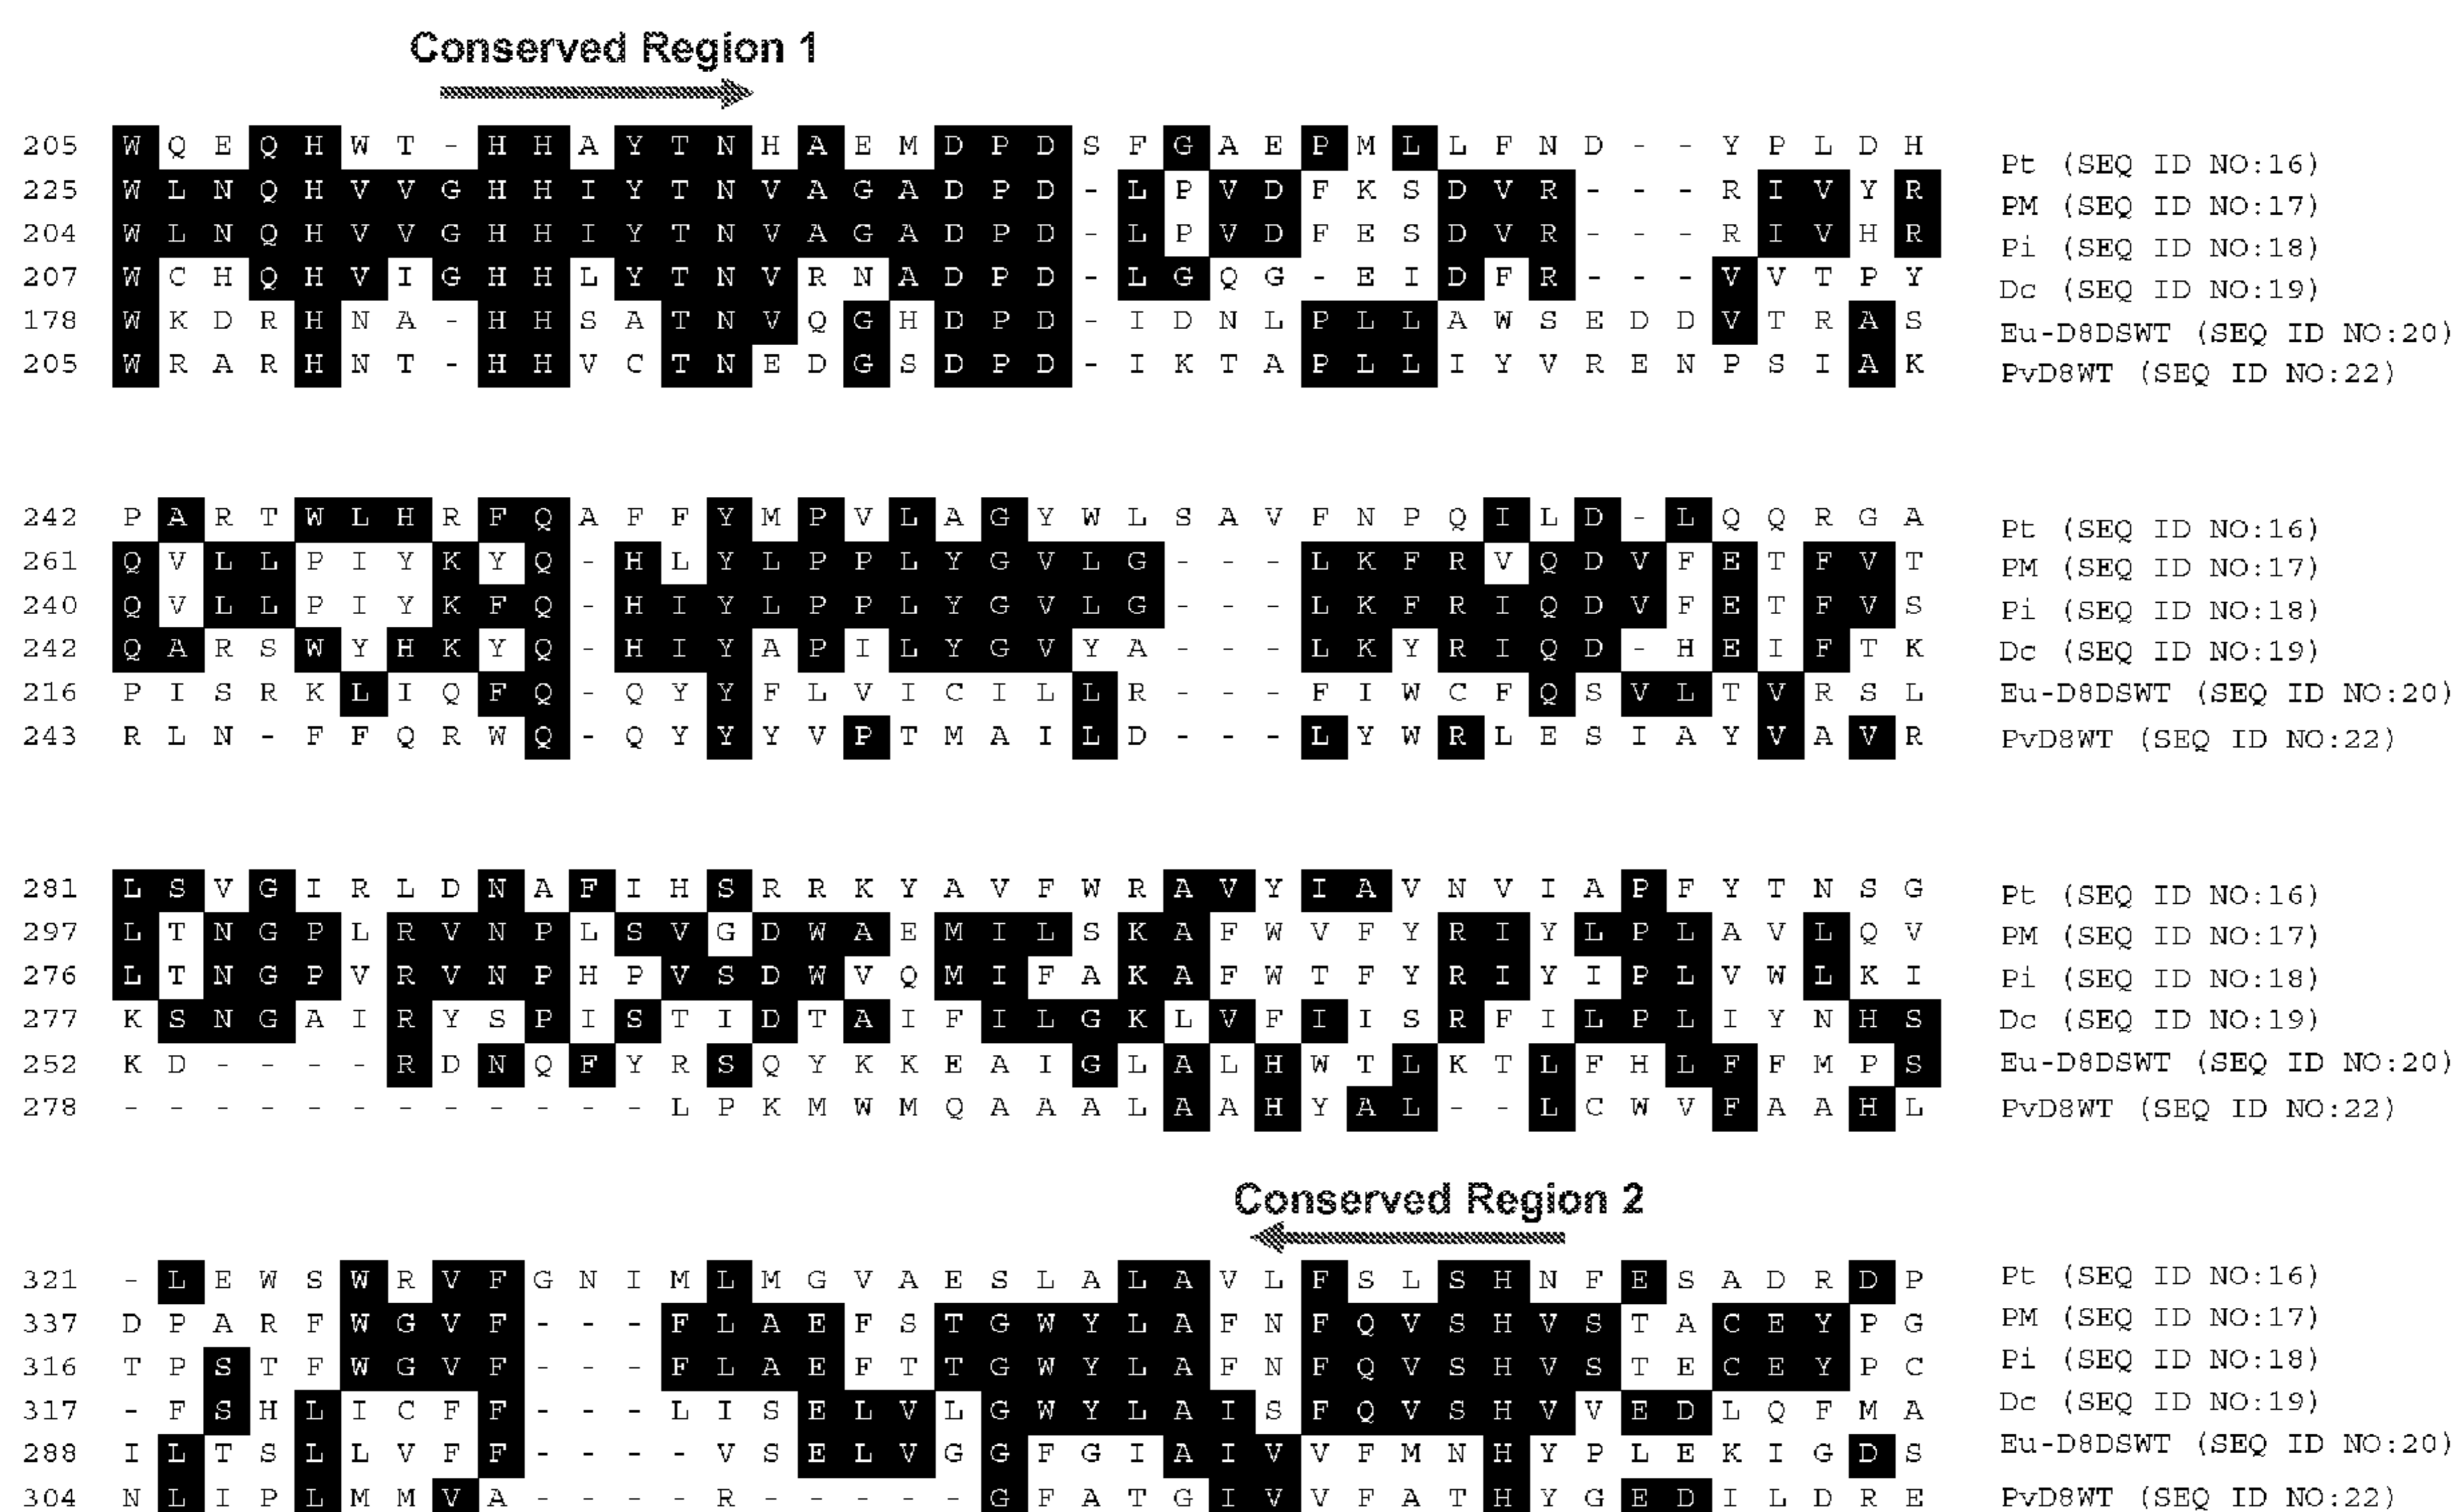 Conserved Region 1
205 W Q E Q H W T - H H A Y T N H A E M D P D S F G A E P M L L F N D - - Y P L D H Pt (SEQ ID NO:16)
225 W L N Q H V V G H H I Y T N V A G A D P D - L P V D F K S D V R - - - R I V Y R PM (SEQ ID NO:17)
204 W L N Q H V V G H H I Y T N V A G A D P D - L P V D F E S D V R - - - R I V H R Pi (SEQ ID NO:18)
207 W C H Q H V I G H H L Y T N V R N A D P D - L G Q G - E I D F R - - - V V T P Y Dc (SEQ ID NO:19)
178 W K D R H N A - H H S A T N V Q G H D P D - I D N L P L L A W S E D D V T R A S Eu-D8DSWT (SEQ ID NO:20)
205 W R A R H N T - H H V C T N E D G S D P D - I K T A P L L I Y V R E N P S I A K PvD8WT (SEQ ID NO:22)
242 P A R T W L H R F Q A F F Y M P V L A G Y W L S A V F N P Q I L D - L Q Q R G A Pt (SEQ ID NO:16)
261 Q V L L P I Y K Y Q - H L Y L P P L Y G V L G - - - L K F R V Q D V F E T F V T PM (SEQ ID NO:17)
240 Q V L L P I Y K F Q - H I Y L P P L Y G V L G - - - L K F R I Q D V F E T F V S Pi (SEQ ID NO:18)
242 Q A R S W Y H K Y Q - H I Y A P I L Y G V Y A - - - L K Y R I Q D - H E I F T K Dc (SEQ ID NO:19)
216 P I S R K L I Q F Q - Q Y Y F L V I C I L L R - - - F I W C F Q S V L T V R S L Eu-D8DSWT (SEQ ID NO:20)
243 R L N - F F Q R W Q - Q Y Y Y V P T M A I L D - - - L Y W R L E S I A Y V A V R PvD8WT (SEQ ID NO:22)
281 L S V G I R L D N A F I H S R R K Y A V F W R A V Y I A V N V I A P F Y T N S G Pt (SEQ ID NO:16)
297 L T N G P L R V N P L S V G D W A E M I L S K A F W V F Y R I Y L P L A V L Q V PM (SEQ ID NO:17)
276 L T N G P V R V N P H P V S D W V Q M I F A K A F W T F Y R I Y I P L V W L K I Pi (SEQ ID NO:18)
277 K S N G A I R Y S P I S T I D T A I F I L G K L V F I I S R F I L P L I Y N H S Dc (SEQ ID NO:19)
252 K D - - - - R D N Q F Y R S Q Y K K E A I G L A L H W T L K T L F H L F F M P S Eu-D8DSWT (SEQ ID NO:20)
278 - - - - - - - - - - - - L P K M W M Q A A A L A A H Y A L - - L C W V F A A H L PvD8WT (SEQ ID NO:22)
Conserved Region 2
321 - L E W S W R V F G N I M L M G V A E S L A L A V L F S L S H N F E S A D R D P Pt (SEQ ID NO:16)
337 D P A R F W G V F - - - F L A E F S T G W Y L A F N F Q V S H V S T A C E Y P G PM (SEQ ID NO:17)
316 T P S T F W G V F - - - F L A E F T T G W Y L A F N F Q V S H V S T E C E Y P C Pi (SEQ ID NO:18)
317 - F S H L I C F F - - - L I S E L V L G W Y L A I S F Q V S H V V E D L Q F M A Dc (SEQ ID NO:19)
288 I L T S L L V F F - - - - V S E L V G G F G I A I V V F M N H Y P L E K I G D S Eu-D8DSWT (SEQ ID NO:20)
304 N L I P L M M V A - - - - R - - - - - G F A T G I V V F A T H Y G E D I L D R E PvD8WT (SEQ ID NO:22)